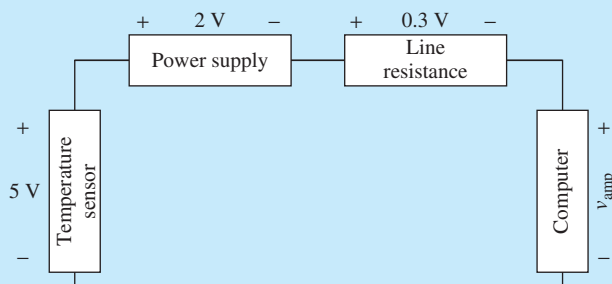 + 2 V −
+ 0.3 V −
Power supply
Line
resistance
+
5 V
−
Temperature
sensor
Computer
+
v_amp
−